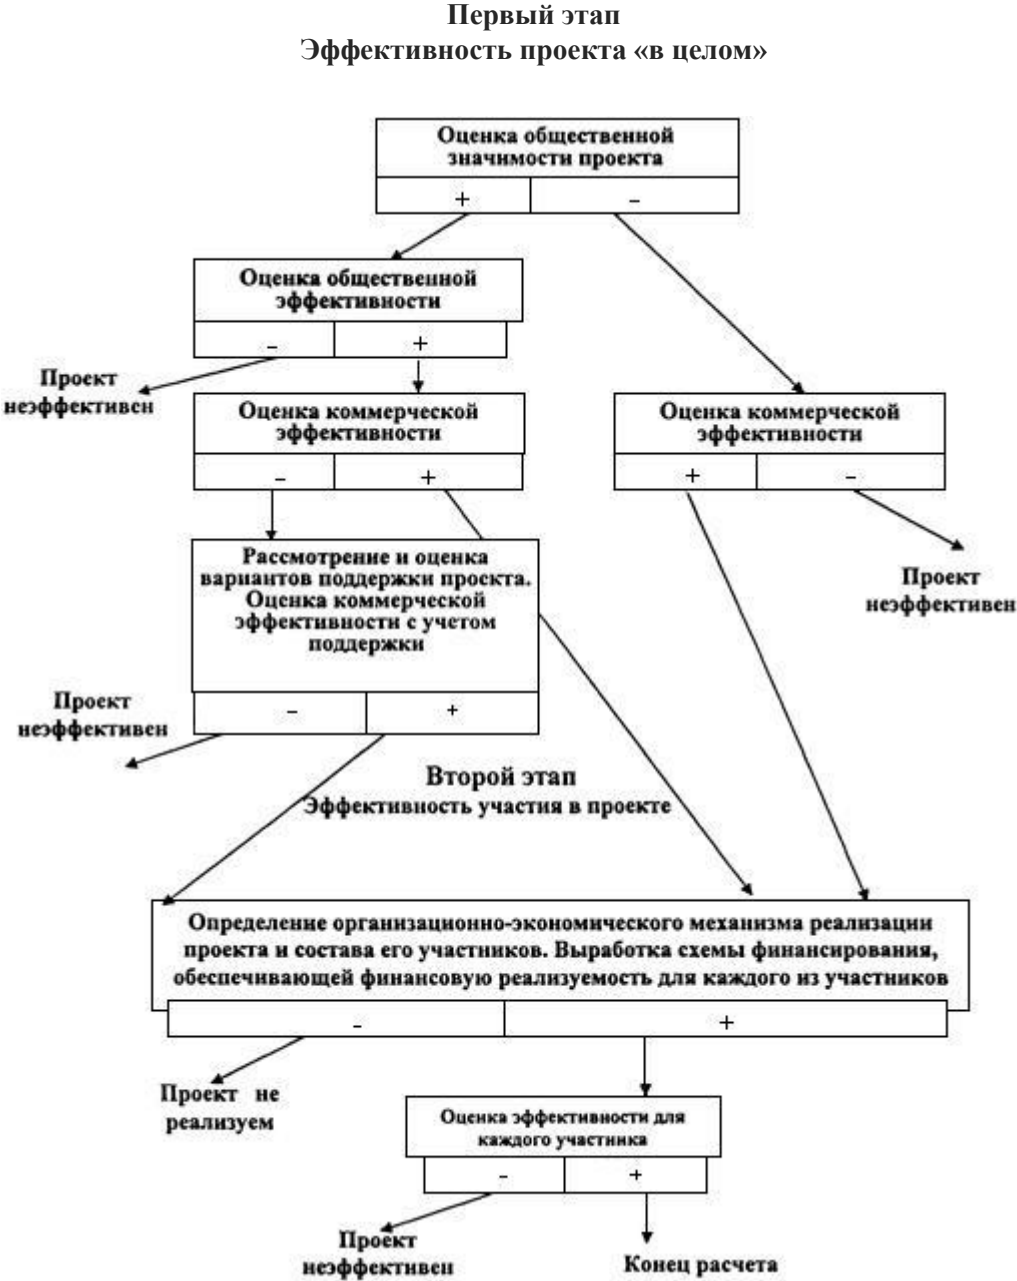 Первый этап
Эффективность проекта «в целом»
Оценка общественной
значимости проекта
+ –
Оценка общественной
эффективности
– +
Проект
неэффективен
Оценка коммерческой
эффективности
– +
Оценка коммерческой
эффективности
+ –
Рассмотрение и оценка
вариантов поддержки проекта.
Оценка коммерческой
эффективности с учетом
поддержки
– +
Проект
неэффективен
Проект
неэффективен
Второй этап
Эффективность участия в проекте
Определение организационно-экономического механизма реализации
проекта и состава его участников. Выработка схемы финансирования,
обеспечивающей финансовую реализуемость для каждого из участников
– +
Проект не
реализуем
Оценка эффективности для
каждого участника
– +
Проект
неэффективен
Конец расчета